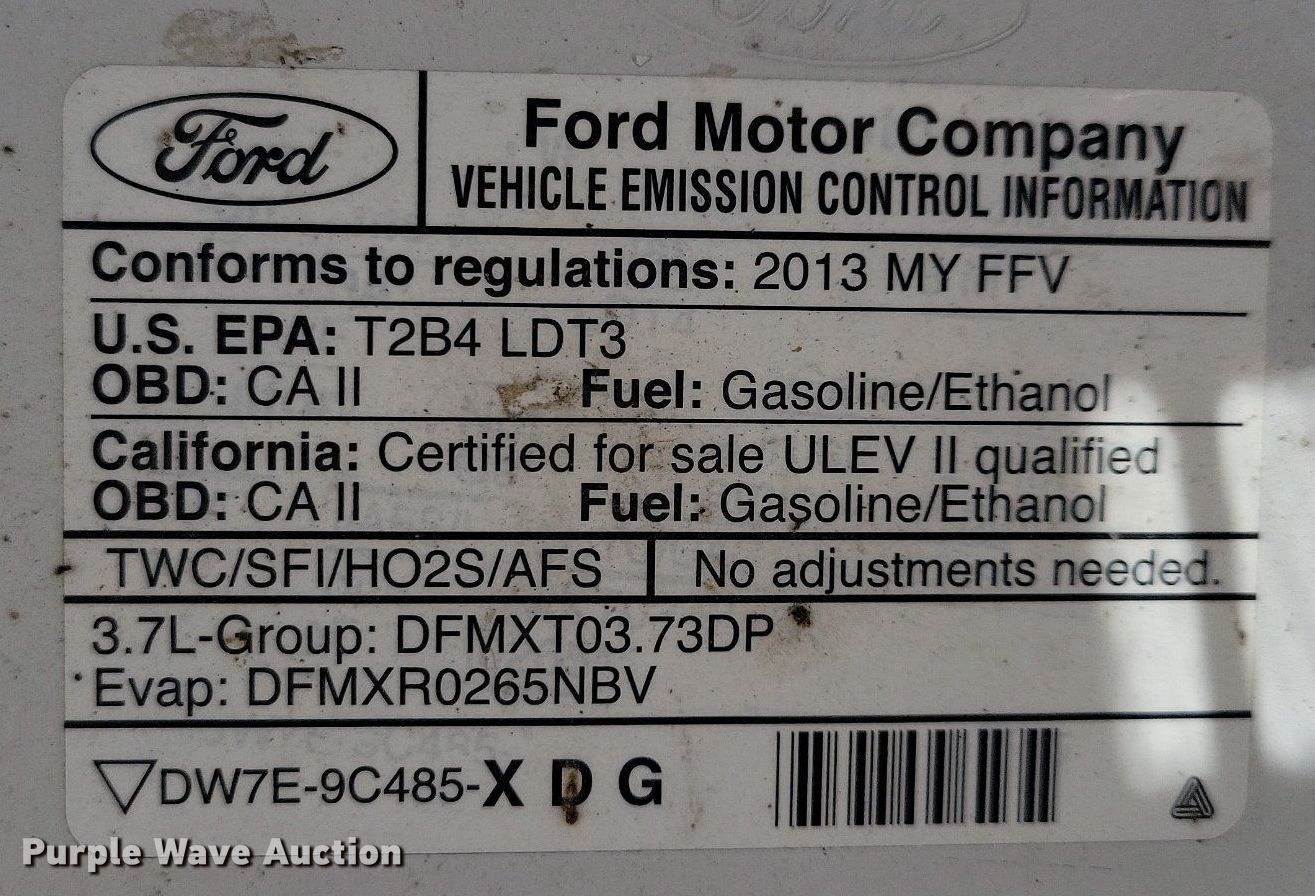 Ford
Ford Motor Company
VEHICLE EMISSION CONTROL INFORMATION
Conforms to regulations: 2013 MY FFV
U.S. EPA: T2B4 LDT3
OBD: CA II Fuel: Gasoline/Ethanol
California: Certified for sale ULEV II qualified
OBD: CA II Fuel: Gasoline/Ethanol
TWC/SFI/HO2S/AFS No adjustments needed.
3.7L-Group: DFMXT03.73DP
Evap: DFMXR0265NBV
DW7E-9C485-X D G
Purple Wave Auction